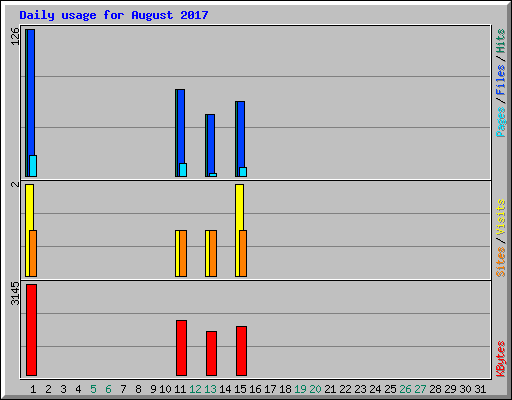 Daily usage for August 2017
126
Pages/Files/Hits
2
Sites/Visits
3145
KBytes
1 2 3 4 5 6 7 8 9 10 11 12 13 14 15 16 17 18 19 20 21 22 23 24 25 26 27 28 29 30 31